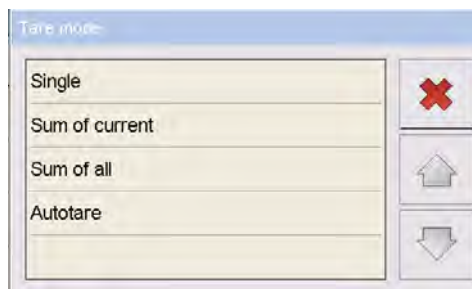 Tare mode
Single
Sum of current
Sum of all
Autotare